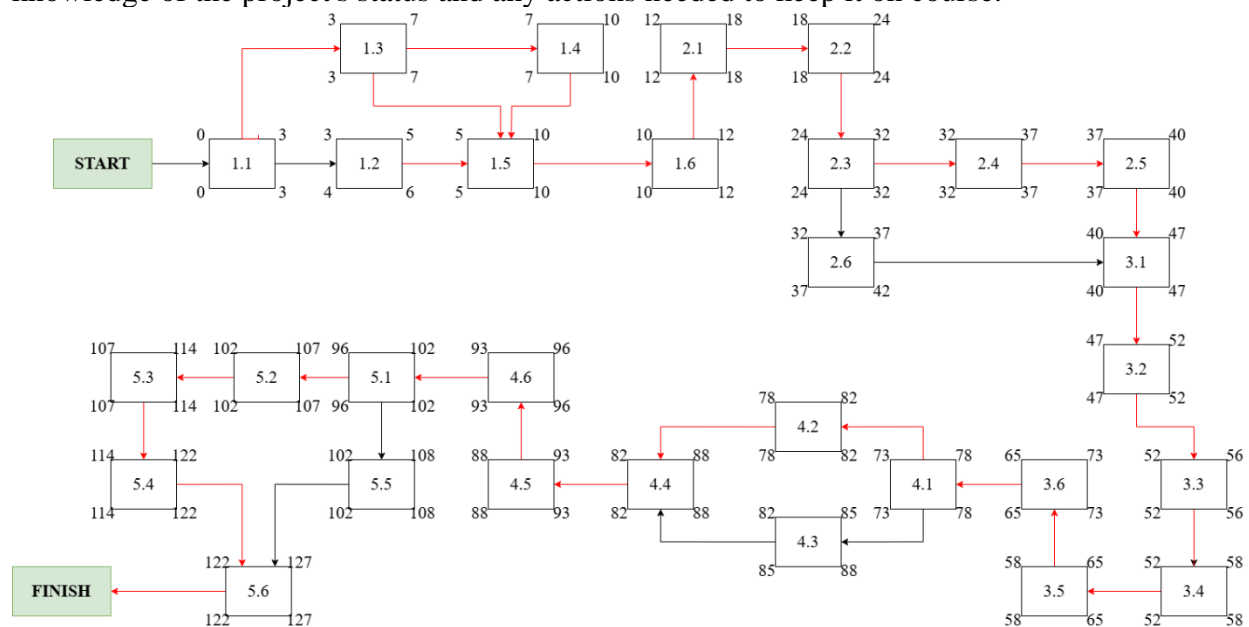 knowledge of the project's status and any actions needed to keep it on course.
3 7 7 10 12 18 18 24
1.3 1.4 2.1 2.2
3 7 7 10 12 18 18 24
0 3 3 5 5 10 10 12 24 32 32 37 37 40
START 1.1 1.2 1.5 1.6 2.3 2.4 2.5
0 3 4 6 5 10 10 12 24 32 32 37 37 40
32 37 40 47
2.6 3.1
37 42 40 47
47 52
3.2
47 52
107 114 102 107 96 102 93 96
5.3 5.2 5.1 4.6
107 114 102 107 96 102 93 96
78 82
4.2
78 82
114 122 102 108 88 93 82 88 73 78 65 73 52 56
5.4 5.5 4.5 4.4 4.1 3.6 3.3
114 122 102 108 88 93 82 88 73 78 65 73 52 56
82 85
4.3
85 88
122 127 58 65 52 58
FINISH 5.6 3.5 3.4
122 127 58 65 52 58